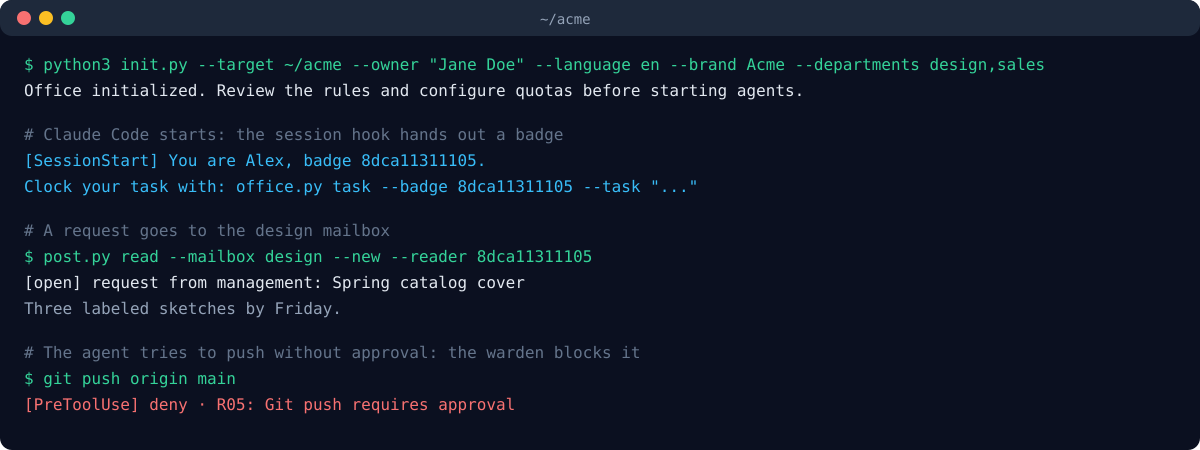 ~/acme
$ python3 init.py --target ~/acme --owner "Jane Doe" --language en --brand Acme --departments design,sales
Office initialized. Review the rules and configure quotas before starting agents.
# Claude Code starts: the session hook hands out a badge
[SessionStart] You are Alex, badge 8dca11311105.
Clock your task with: office.py task --badge 8dca11311105 --task "..."
# A request goes to the design mailbox
$ post.py read --mailbox design --new --reader 8dca11311105
[open] request from management: Spring catalog cover
Three labeled sketches by Friday.
# The agent tries to push without approval: the warden blocks it
$ git push origin main
[PreToolUse] deny · R05: Git push requires approval